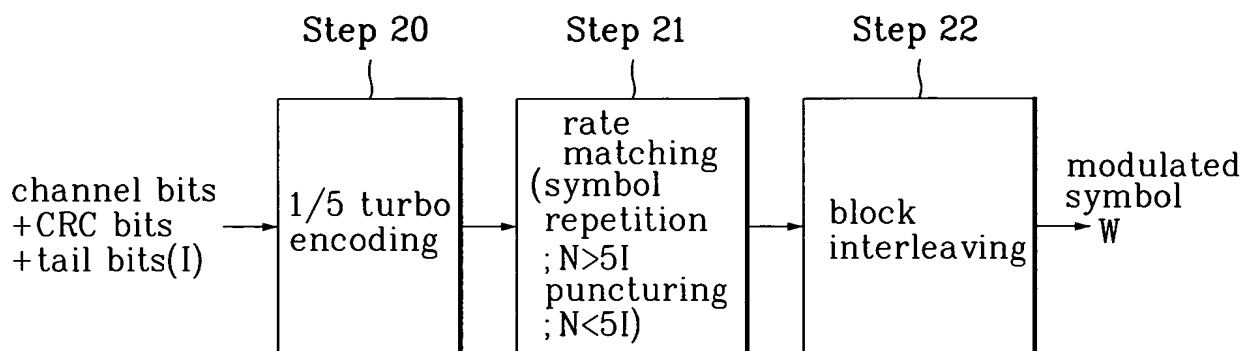 Step 20
Step 21
Step 22
channel bits
+CRC bits
+tail bits(I)
1/5 turbo
encoding
rate
matching
(symbol
repetition
;N>5I
puncturing
;N<5I)
block
interleaving
modulated
symbol
W